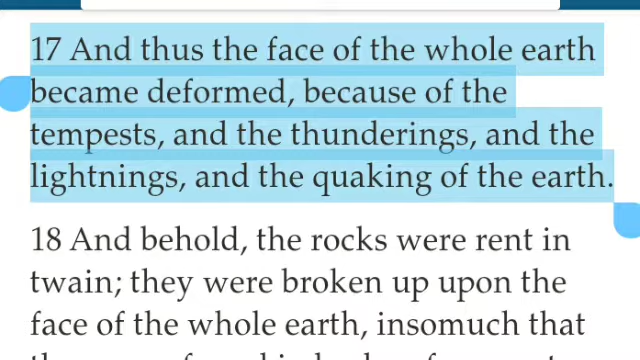 17 And thus the face of the whole earth
became deformed, because of the
tempests, and the thunderings, and the
lightnings, and the quaking of the earth.
18 And behold, the rocks were rent in
twain; they were broken up upon the
face of the whole earth, insomuch that